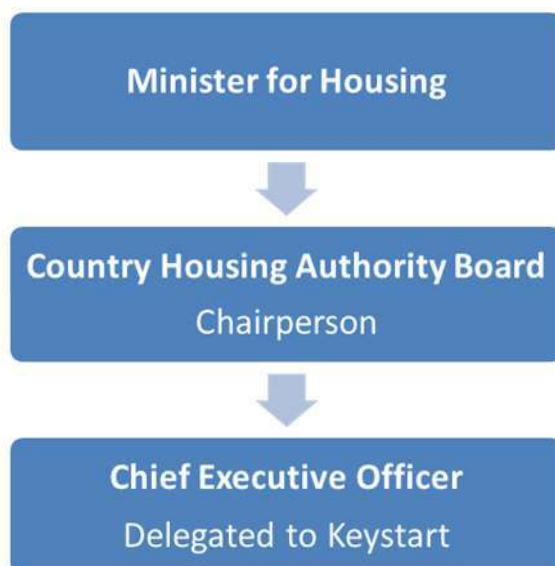 Minister for Housing
Country Housing Authority Board
Chairperson
Chief Executive Officer
Delegated to Keystart